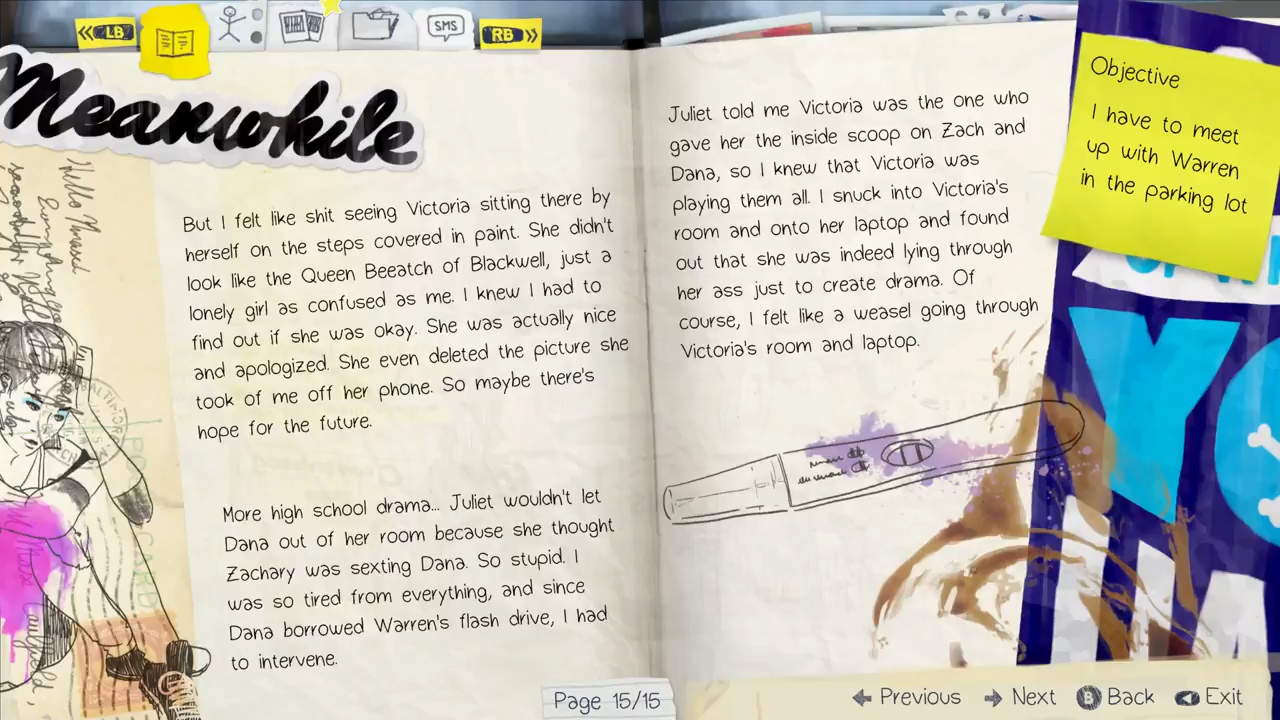 LB
SMS
RB
Meanwhile
But I felt like shit seeing Victoria sitting there by
herself on the steps covered in paint. She didn't
look like the Queen Beeatch of Blackwell, just a
lonely girl as confused as me. I knew I had to
find out if she was okay. She was actually nice
and apologized. She even deleted the picture she
took of me off her phone. So maybe there's
hope for the future.
More high school drama... Juliet wouldn't let
Dana out of her room because she thought
Zachary was sexting Dana. So stupid. I
was so tired from everything, and since
Dana borrowed Warren's flash drive, I had
to intervene.
Juliet told me Victoria was the one who
gave her the inside scoop on Zach and
Dana, so I knew that Victoria was
playing them all. I snuck into Victoria's
room and onto her laptop and found
out that she was indeed lying through
her ass just to create drama. Of
course, I felt like a weasel going through
Victoria's room and laptop.
Objective
I have to meet
up with Warren
in the parking lot
Page 15/15
Previous
Next
B Back
Exit